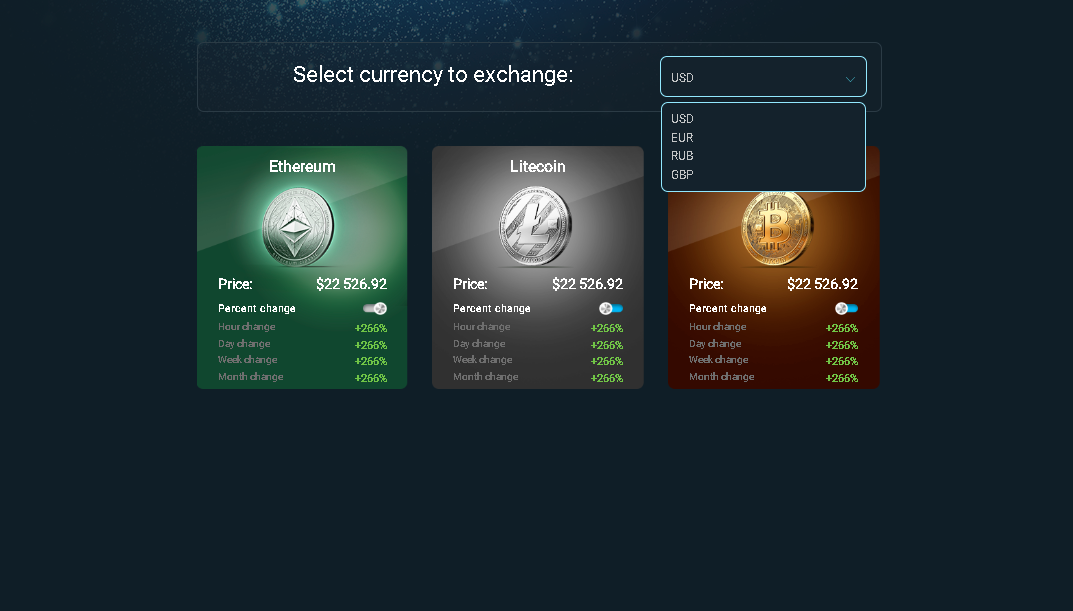 Select currency to exchange:
USD
USD
EUR
RUB
GBP
Ethereum
Price: $22 526.92
Percent change
Hour change +266%
Day change +266%
Week change +266%
Month change +266%
Litecoin
Price: $22 526.92
Percent change
Hour change +266%
Day change +266%
Week change +266%
Month change +266%
Price: $22 526.92
Percent change
Hour change +266%
Day change +266%
Week change +266%
Month change +266%